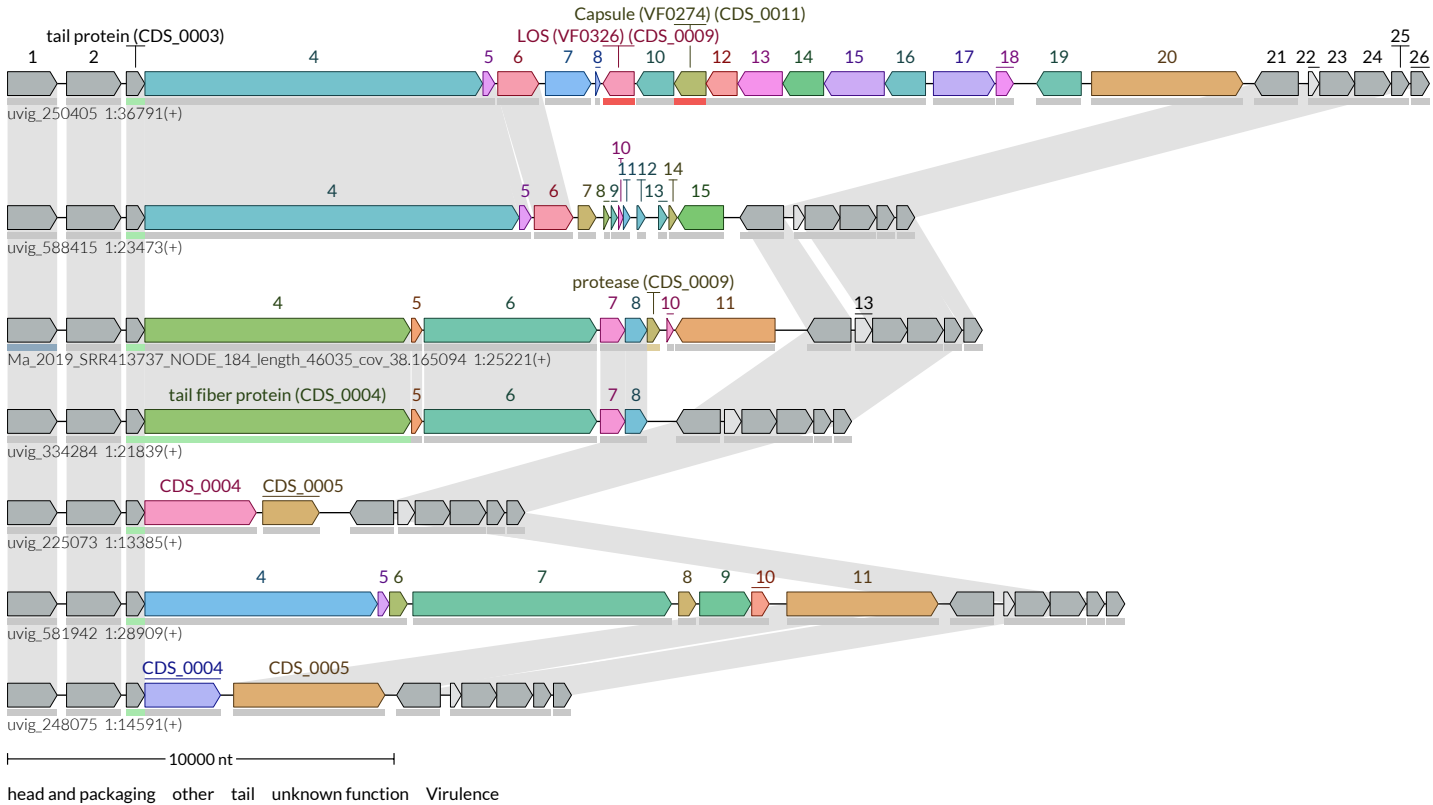 Capsule (VF0274) (CDS_0011)
tail protein (CDS_0003) LOS (VF0326) (CDS_0009) 25
1 2 4 5 6 7 8 10 12 13 14 15 16 17 18 19 20 21 22 23 24 26
uvig_250405 1:36791(+)
10
11 12 14
4 5 6 7 8 9 13 15
uvig_588415 1:23473(+)
protease (CDS_0009)
4 5 6 7 8 10 11 13
Ma_2019_SRR413737_NODE_184_length_46035_cov_38.165094 1:25221(+)
tail fiber protein (CDS_0004) 5 6 7 8
uvig_334284 1:21839(+)
CDS_0004 CDS_0005
uvig_225073 1:13385(+)
4 5 6 7 8 9 10 11
uvig_581942 1:28909(+)
CDS_0004 CDS_0005
uvig_248075 1:14591(+)
10000 nt
head and packaging other tail unknown function Virulence